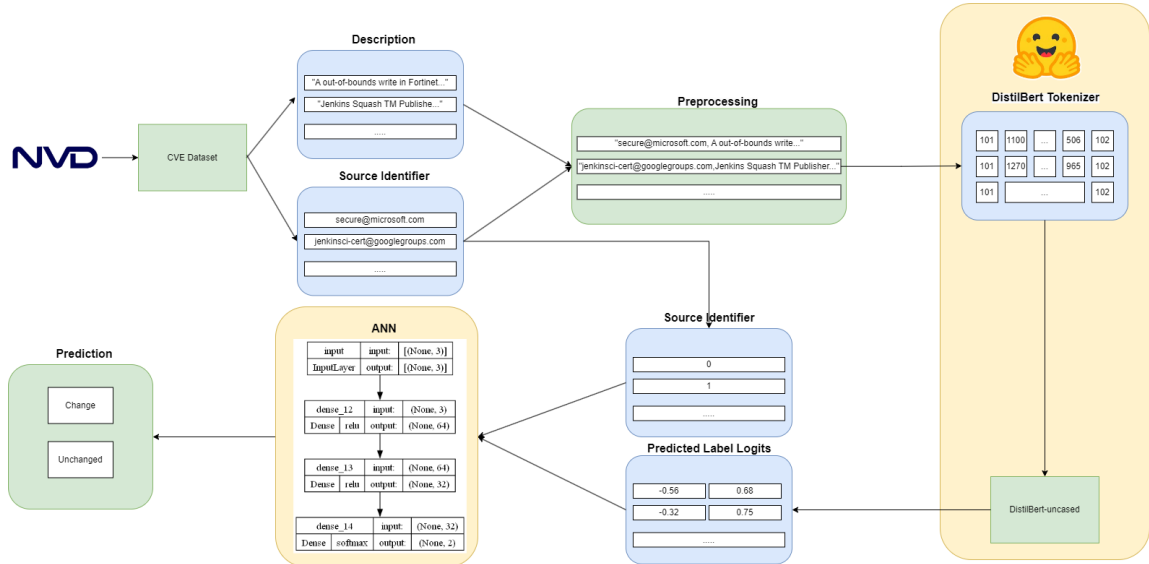 NVD
CVE Dataset
Description
"A out-of-bounds write in Fortinet..."
"Jenkins Squash TM Publishe..."
.....
Source Identifier
secure@microsoft.com
jenkinsci-cert@googlegroups.com
.....
Preprocessing
"secure@microsoft.com, A out-of-bounds write..."
"jenkinsci-cert@googlegroups.com,Jenkins Squash TM Publisher..."
.....
DistilBert Tokenizer
101 1100 ... 506 102
101 1270 ... 965 102
101 ... 102
DistilBert-uncased
Source Identifier
0
1
.....
Predicted Label Logits
-0.56 0.68
-0.32 0.75
.....
ANN
input input: [(None, 3)]
InputLayer output: [(None, 3)]
dense_12 input: (None, 3)
Dense relu output: (None, 64)
dense_13 input: (None, 64)
Dense relu output: (None, 32)
dense_14 input: (None, 32)
Dense softmax output: (None, 2)
Prediction
Change
Unchanged